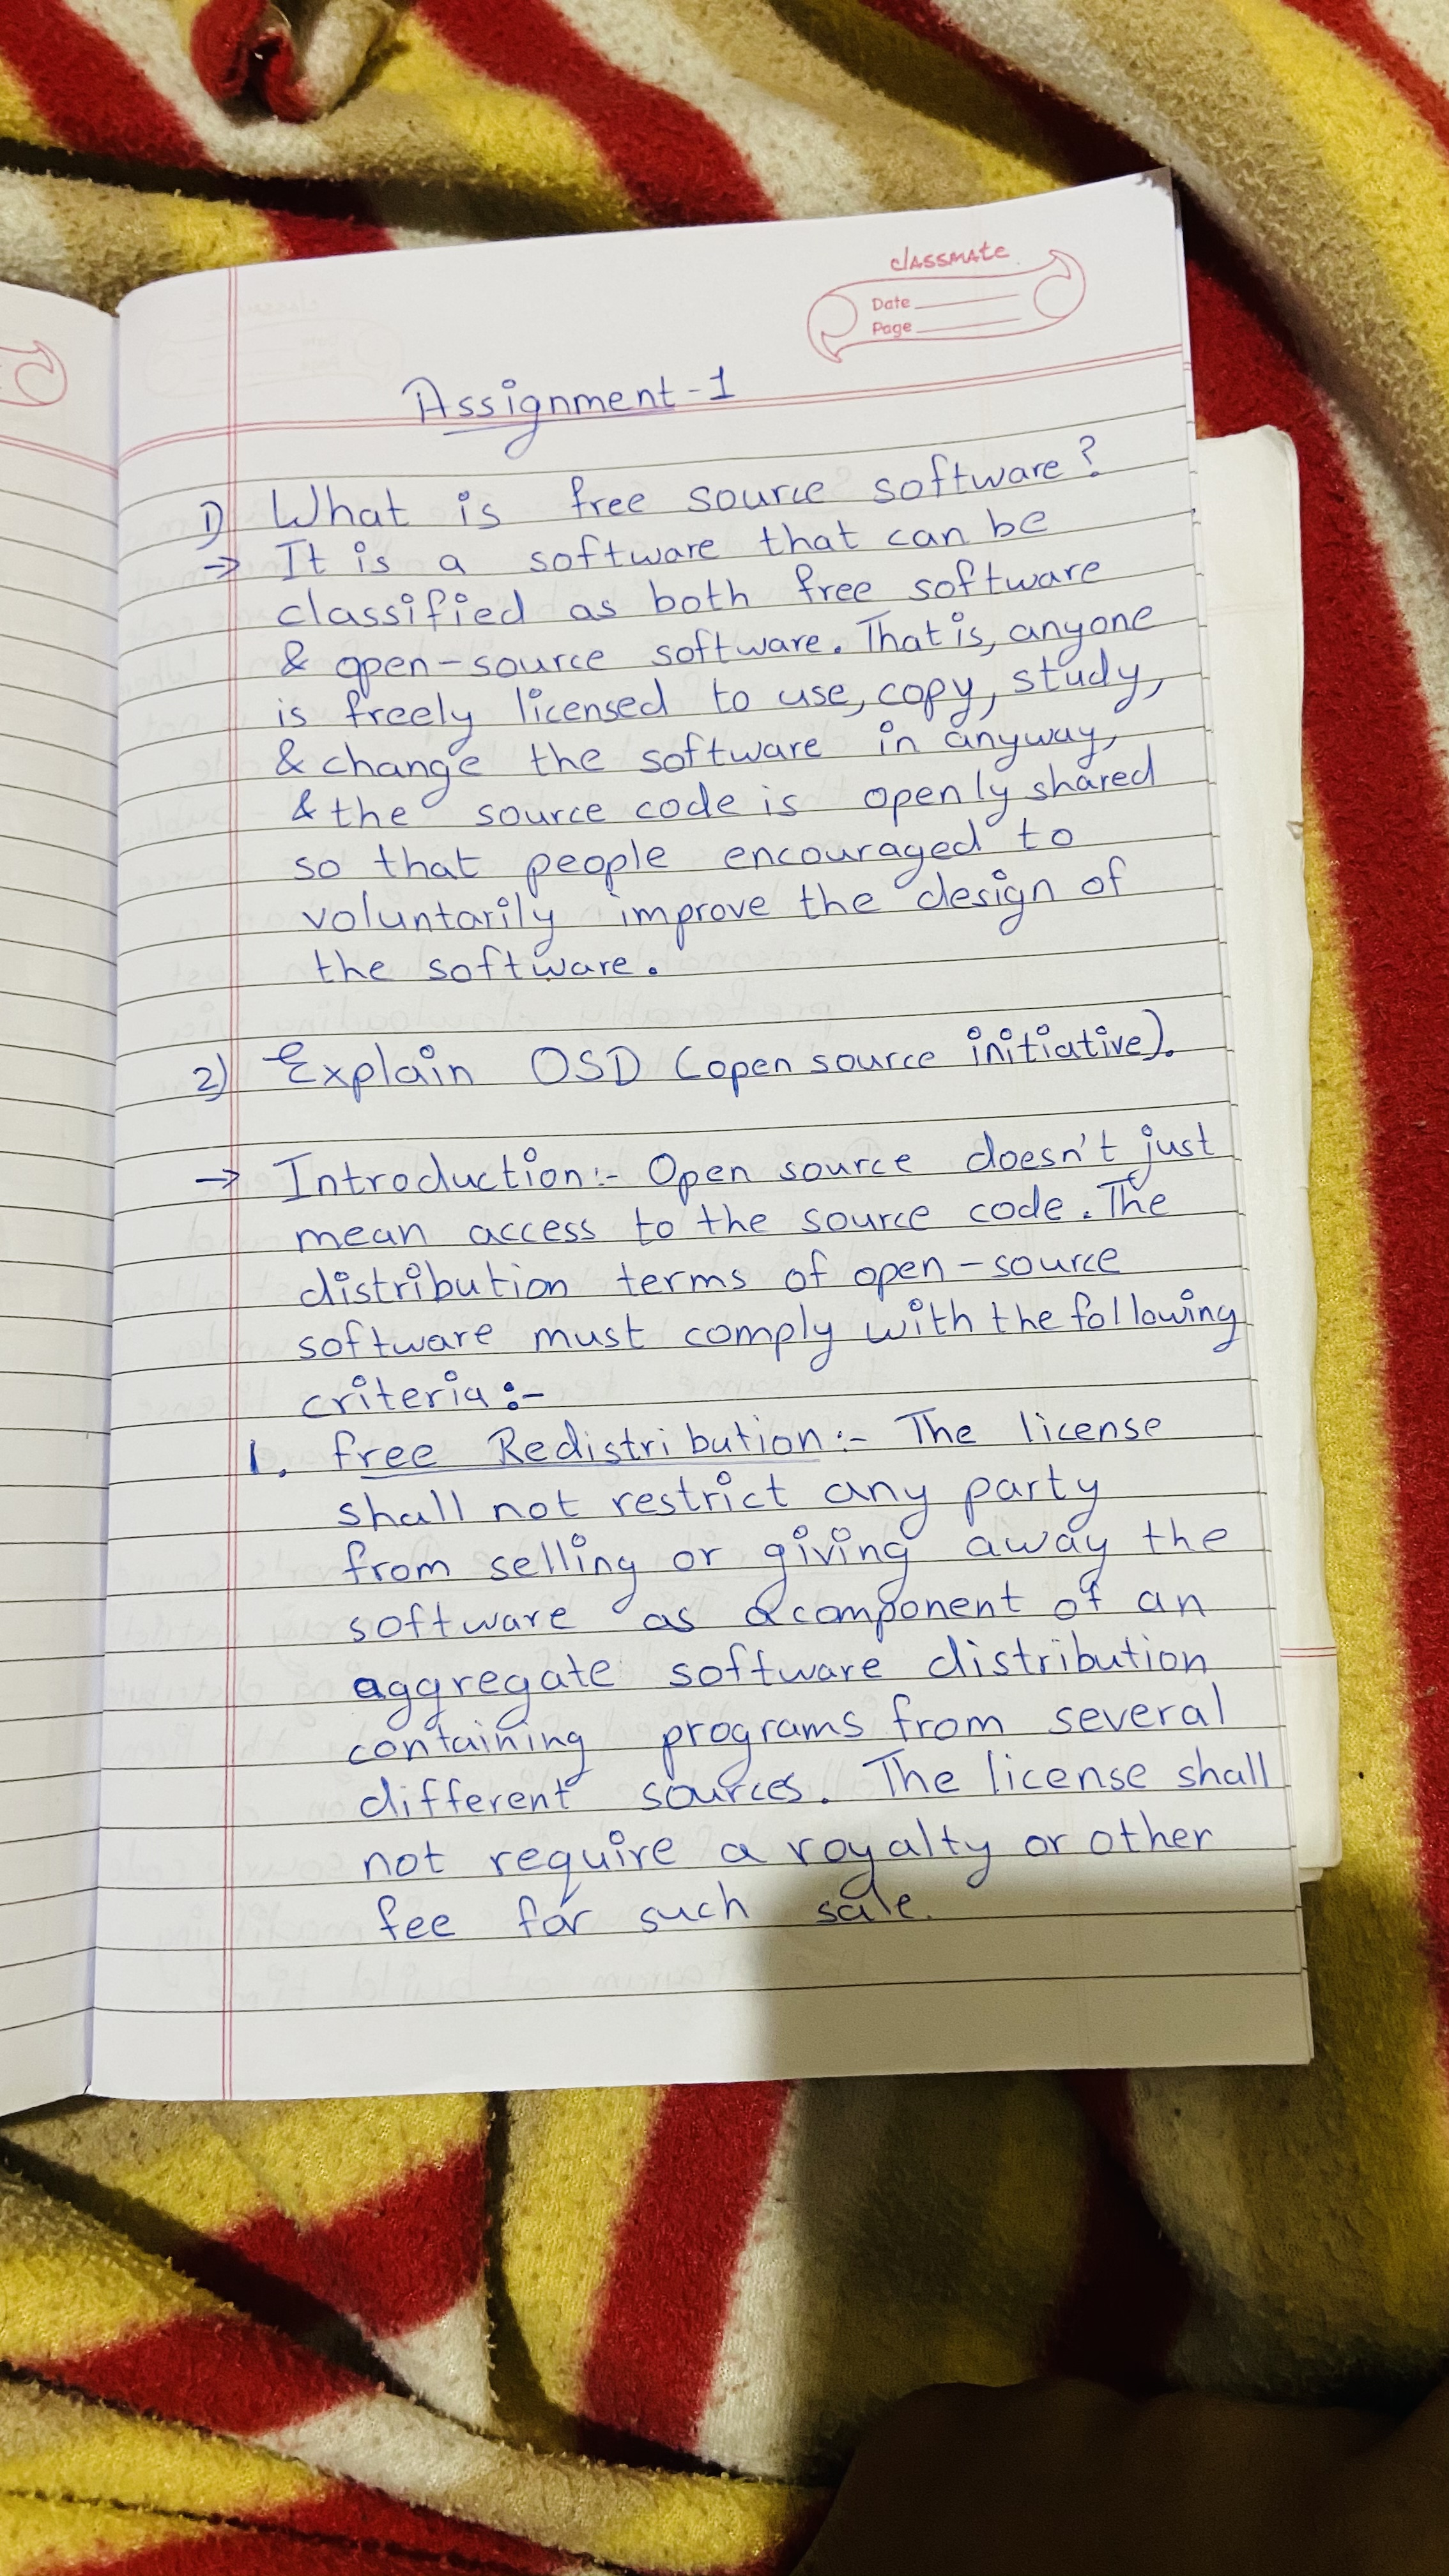 classmate
Date
Page
Assignment-1
1) What is free source software?
→ It is a software that can be
classified as both free software
& open-source software. That is, anyone
is freely licensed to use, copy, study,
& change the software in anyway,
& the source code is openly shared
so that people encouraged to
voluntarily improve the design of
the software.
2) Explain OSD (open source initiative).
→ Introduction:- Open source doesn't just
mean access to the source code. The
distribution terms of open-source
software must comply with the following
criteria:-
1. free Redistribution:- The license
shall not restrict any party
from selling or giving away the
software as a component of an
aggregate software distribution
containing programs from several
different sources. The license shall
not require a royalty or other
fee for such sale.